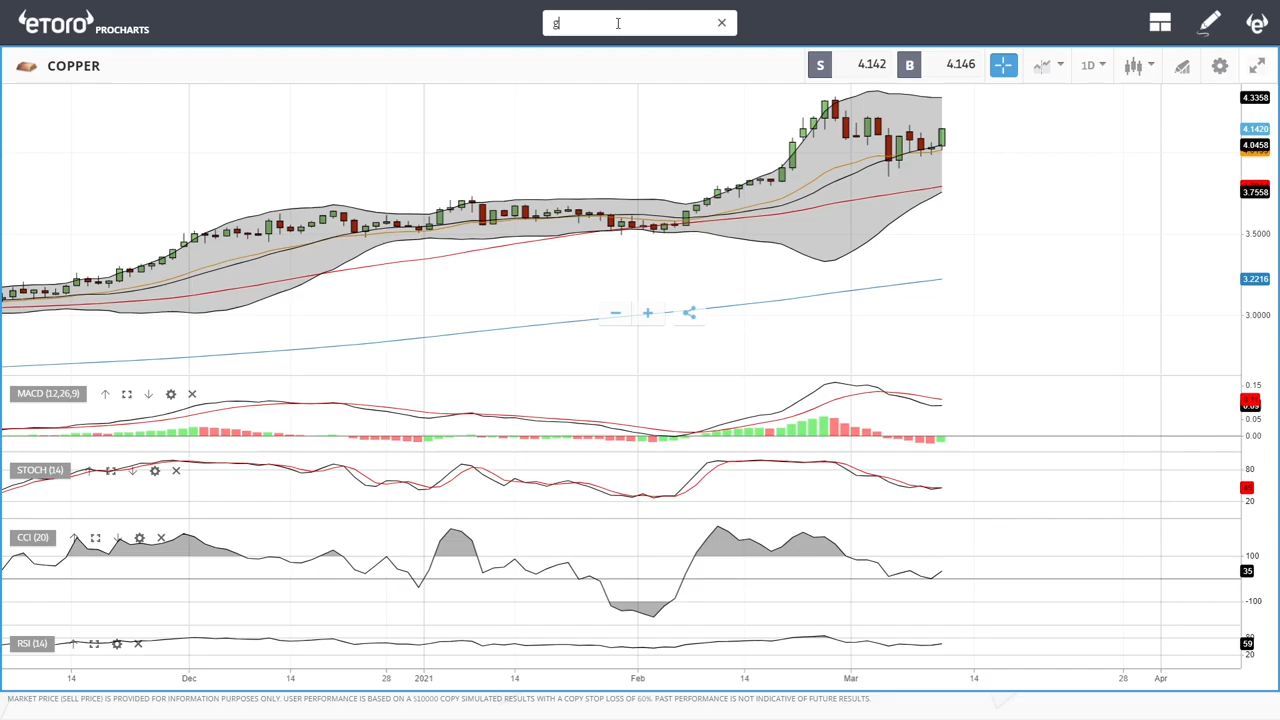 eToro PROCHARTS
g
COPPER
S 4.142 B 4.146 1D
4.3358
4.1420
4.0458
3.7558
3.5000
3.2216
3.0000
MACD (12,26,9)
0.15
0.05
0.00
STOCH (14)
80
45
20
CCI (20)
100
35
-100
RSI (14)
59
20
14 Dec 14 28 2021 14 Feb 14 Mar 14 28 Apr
MARKET PRICE (SELL PRICE) IS PROVIDED FOR INFORMATION PURPOSES ONLY. USER PERFORMANCE IS BASED ON A $10000 COPY SIMULATED RESULTS WITH A COPY STOP LOSS OF 60%. PAST PERFORMANCE IS NOT INDICATIVE OF FUTURE RESULTS.